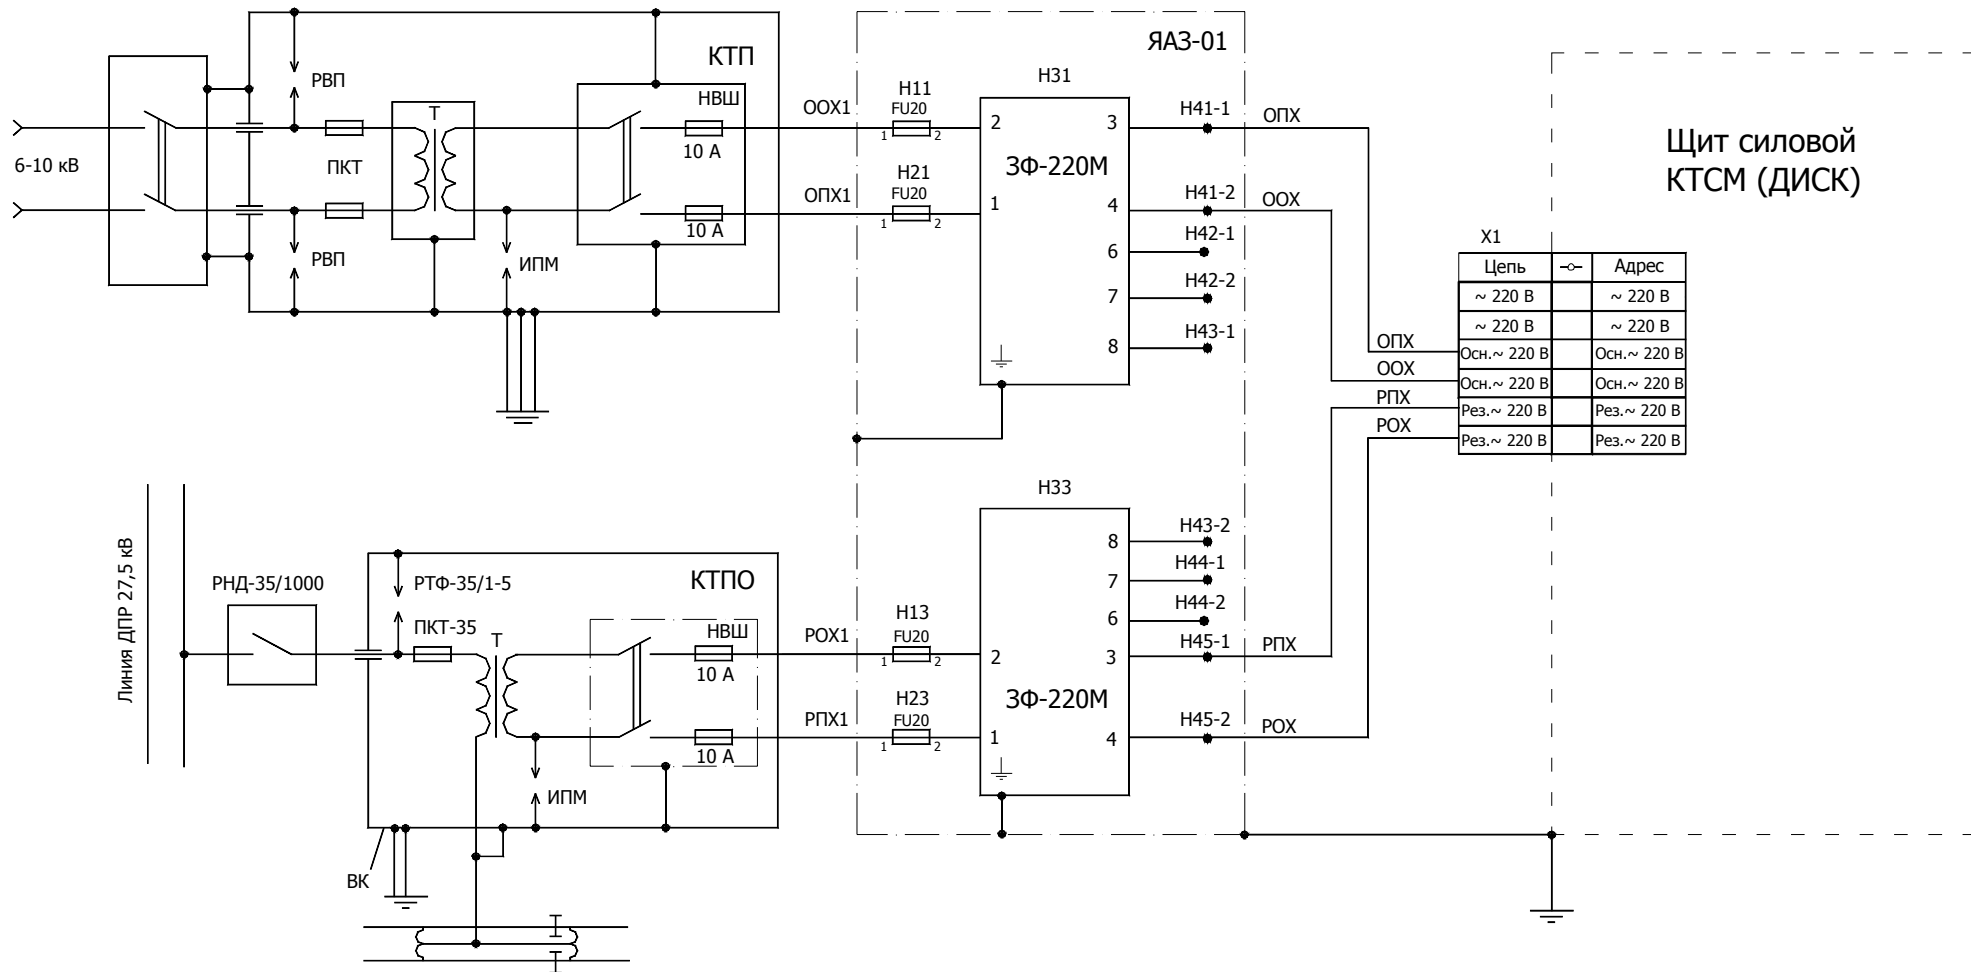 КТП
РВП
Т
НВШ
6-10 кВ
ПКТ
10 А
10 А
РВП
ИПМ
ООХ1
ОПХ1
ЯАЗ-01
Н11
FU20
1 2
Н21
FU20
1 2
Н31
2 3
ЗФ-220М
1 4
6
7
8
Н41-1
Н41-2
Н42-1
Н42-2
Н43-1
ОПХ
ООХ
Щит силовой
КТСМ (ДИСК)
Х1
Цепь Адрес
~ 220 В ~ 220 В
~ 220 В ~ 220 В
Осн.~ 220 В Осн.~ 220 В
Осн.~ 220 В Осн.~ 220 В
Рез.~ 220 В Рез.~ 220 В
Рез.~ 220 В Рез.~ 220 В
ОПХ
ООХ
РПХ
РОХ
Линия ДПР 27,5 кВ
РНД-35/1000
РТФ-35/1-5
КТПО
ПКТ-35
Т
НВШ
10 А
10 А
ИПМ
ВК
РОХ1
РПХ1
Н13
FU20
1 2
Н23
FU20
1 2
Н33
8
7
6
2 3
ЗФ-220М
1 4
Н43-2
Н44-1
Н44-2
Н45-1
Н45-2
РПХ
РОХ